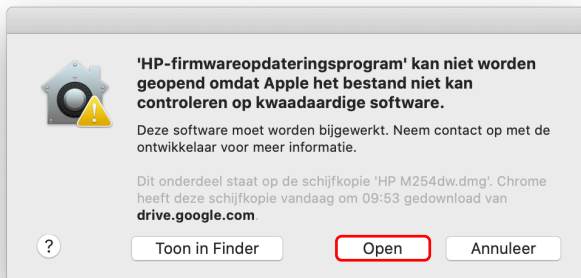 'HP-firmwareopdateringsprogram' kan niet worden
geopend omdat Apple het bestand niet kan
controleren op kwaadaardige software.
Deze software moet worden bijgewerkt. Neem contact op met de
ontwikkelaar voor meer informatie.
Dit onderdeel staat op de schijfkopie 'HP M254dw.dmg'. Chrome
heeft deze schijfkopie vandaag om 09:53 gedownload van
drive.google.com.
? Toon in Finder Open Annuleer